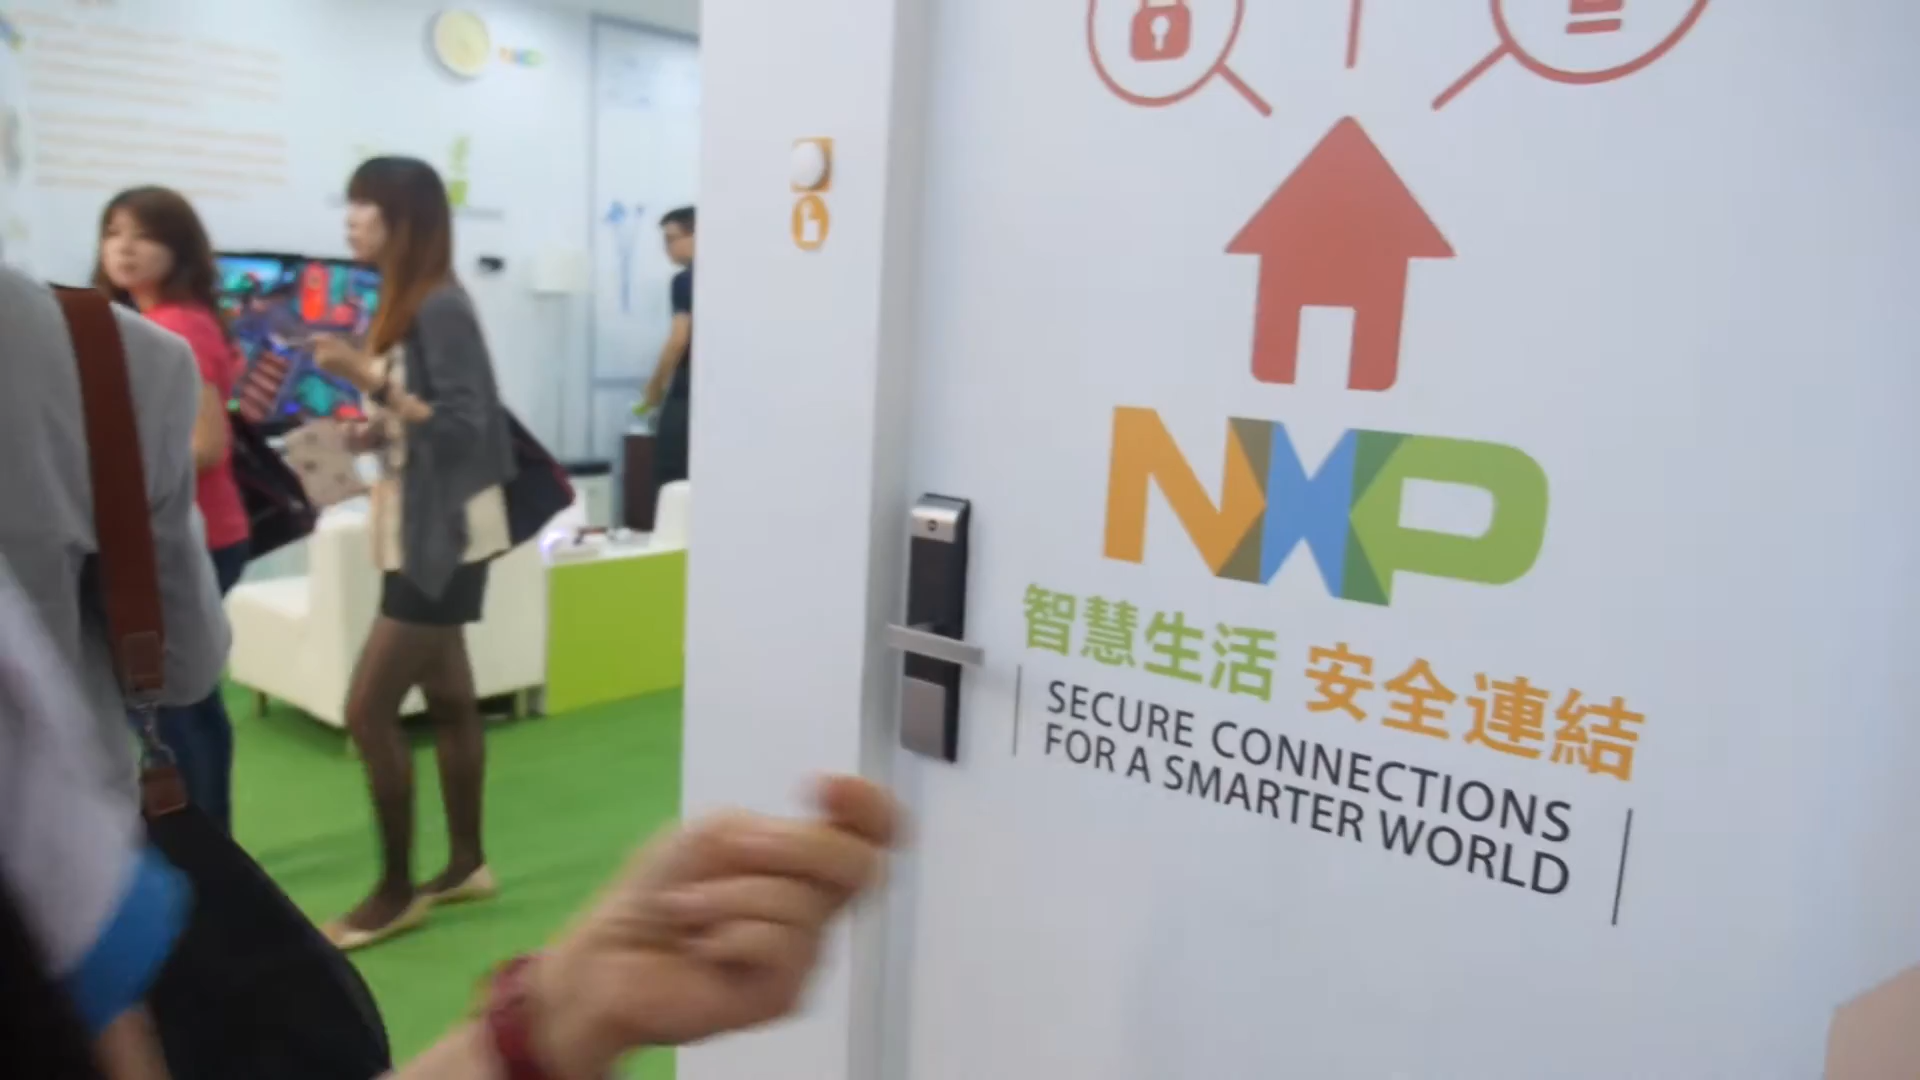 NXP
智慧生活 安全連結
SECURE CONNECTIONS
FOR A SMARTER WORLD